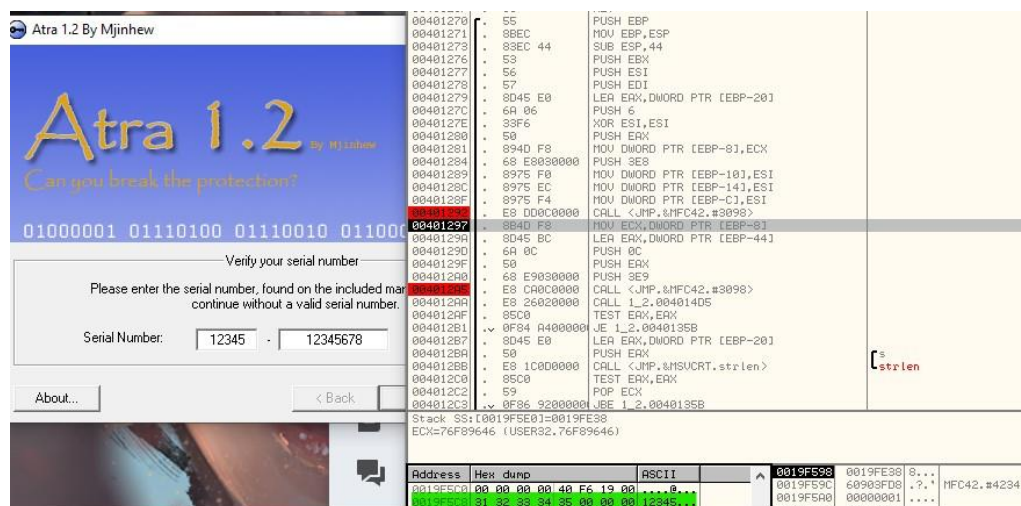 Atra 1.2 By Mjinhew
Atra 1.2 By Mjinhew
Can you break the protection?
01000001 01110100 01110010 011000
Verify your serial number
Please enter the serial number, found on the included mar
continue without a valid serial number.
Serial Number: 12345 - 12345678
About... < Back
00401270 . 55 PUSH EBP
00401271 . 8BEC MOV EBP,ESP
00401273 . 83EC 44 SUB ESP,44
00401276 . 53 PUSH EBX
00401277 . 56 PUSH ESI
00401278 . 57 PUSH EDI
00401279 . 8D45 E0 LEA EAX,DWORD PTR [EBP-20]
0040127C . 6A 06 PUSH 6
0040127E . 33F6 XOR ESI,ESI
00401280 . 50 PUSH EAX
00401281 . 894D F8 MOV DWORD PTR [EBP-8],ECX
00401284 . 68 E8030000 PUSH 3E8
00401289 . 8975 F0 MOV DWORD PTR [EBP-10],ESI
0040128C . 8975 EC MOV DWORD PTR [EBP-14],ESI
0040128F . 8975 F4 MOV DWORD PTR [EBP-C],ESI
00401292 . E8 DD0C0000 CALL <JMP.&MFC42.#3098>
00401297 . 8B4D F8 MOV ECX,DWORD PTR [EBP-8]
0040129A . 8D45 BC LEA EAX,DWORD PTR [EBP-44]
0040129D . 6A 0C PUSH 0C
0040129F . 50 PUSH EAX
004012A0 . 68 E9030000 PUSH 3E9
004012A5 . E8 CA0C0000 CALL <JMP.&MFC42.#3098>
004012AA . E8 26020000 CALL 1_2.004014D5
004012AF . 85C0 TEST EAX,EAX
004012B1 .v 0F84 A4000000 JE 1_2.0040135B
004012B7 . 8D45 E0 LEA EAX,DWORD PTR [EBP-20]
004012BA . 50 PUSH EAX s
004012BB . E8 1C0D0000 CALL <JMP.&MSVCRT.strlen> strlen
004012C0 . 85C0 TEST EAX,EAX
004012C2 . 59 POP ECX
004012C3 .v 0F86 92000000 JBE 1_2.0040135B
Stack SS:[0019F5E0]=0019FE38
ECX=76F89646 (USER32.76F89646)
Address Hex dump ASCII
0019F5C0 00 00 00 00 40 F6 19 00 ....@...
0019F5C8 31 32 33 34 35 00 00 00 12345...
0019F598 0019FE38 8...
0019F59C 60903FD8 .?.' MFC42.#4234
0019F5A0 00000001 ....